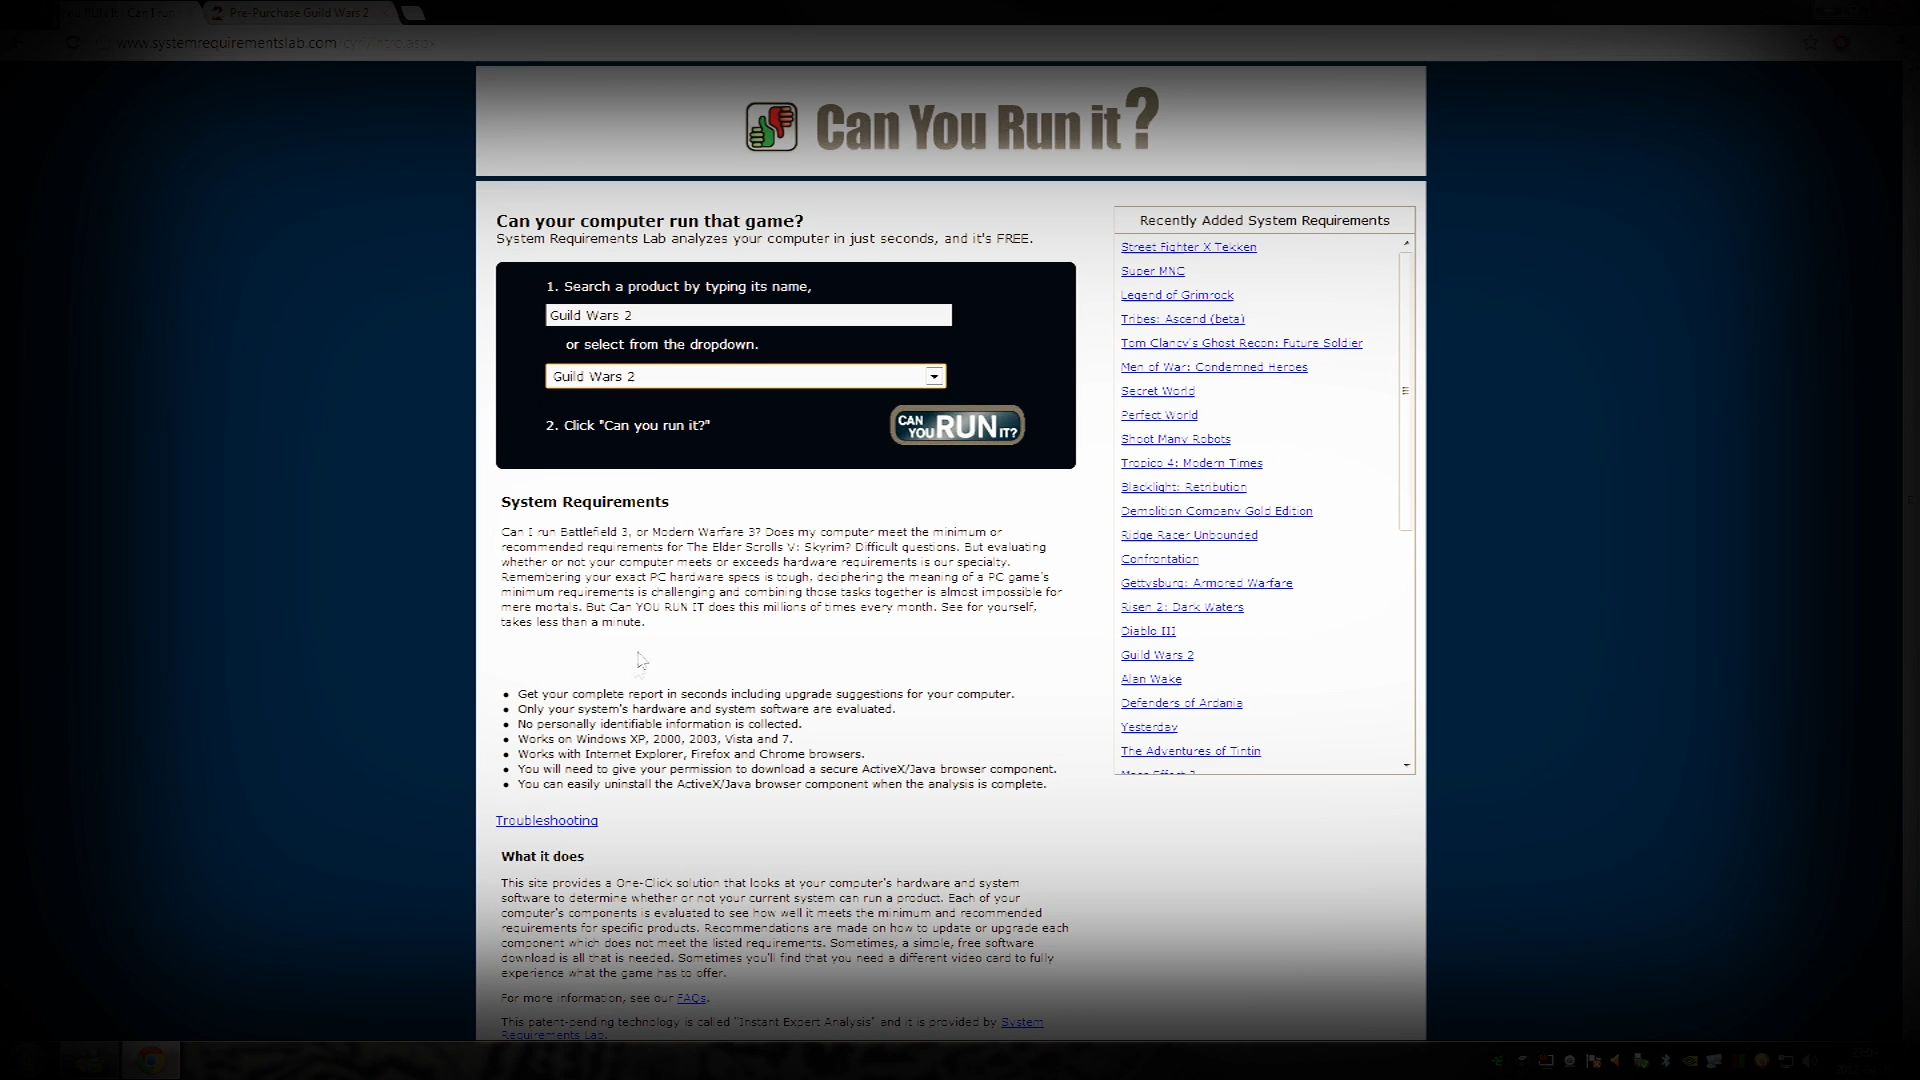 Can I run
Pre-Purchase Guild Wars 2
www.systemrequirementslab.com/cyri/intro.aspx
Can You Run it?
Can your computer run that game?
System Requirements Lab analyzes your computer in just seconds, and it's FREE.
1. Search a product by typing its name,
Guild Wars 2
or select from the dropdown.
Guild Wars 2
2. Click "Can you run it?"
CAN YOU RUN IT?
System Requirements
Can I run Battlefield 3, or Modern Warfare 3? Does my computer meet the minimum or
recommended requirements for The Elder Scrolls V: Skyrim? Difficult questions. But evaluating
whether or not your computer meets or exceeds hardware requirements is our specialty.
Remembering your exact PC hardware specs is tough, deciphering the meaning of a PC game's
minimum requirements is challenging and combining those tasks together is almost impossible for
mere mortals. But Can YOU RUN IT does this millions of times every month. See for yourself,
takes less than a minute.
• Get your complete report in seconds including upgrade suggestions for your computer.
• Only your system's hardware and system software are evaluated.
• No personally identifiable information is collected.
• Works on Windows XP, 2000, 2003, Vista and 7.
• Works with Internet Explorer, Firefox and Chrome browsers.
• You will need to give your permission to download a secure ActiveX/Java browser component.
• You can easily uninstall the ActiveX/Java browser component when the analysis is complete.
Troubleshooting
What it does
This site provides a One-Click solution that looks at your computer's hardware and system
software to determine whether or not your current system can run a product. Each of your
computer's components is evaluated to see how well it meets the minimum and recommended
requirements for specific products. Recommendations are made on how to update or upgrade each
component which does not meet the listed requirements. Sometimes, a simple, free software
download is all that is needed. Sometimes you'll find that you need a different video card to fully
experience what the game has to offer.
For more information, see our FAQs.
This patent-pending technology is called "Instant Expert Analysis" and it is provided by System
Requirements Lab.
Recently Added System Requirements
Street Fighter X Tekken
Super MNC
Legend of Grimrock
Tribes: Ascend (beta)
Tom Clancy's Ghost Recon: Future Soldier
Men of War: Condemned Heroes
Secret World
Perfect World
Shoot Many Robots
Tropico 4: Modern Times
Blacklight: Retribution
Demolition Company Gold Edition
Ridge Racer Unbounded
Confrontation
Gettysburg: Armored Warfare
Risen 2: Dark Waters
Diablo III
Guild Wars 2
Alan Wake
Defenders of Ardania
Yesterday
The Adventures of Tintin
Mass Effect 3